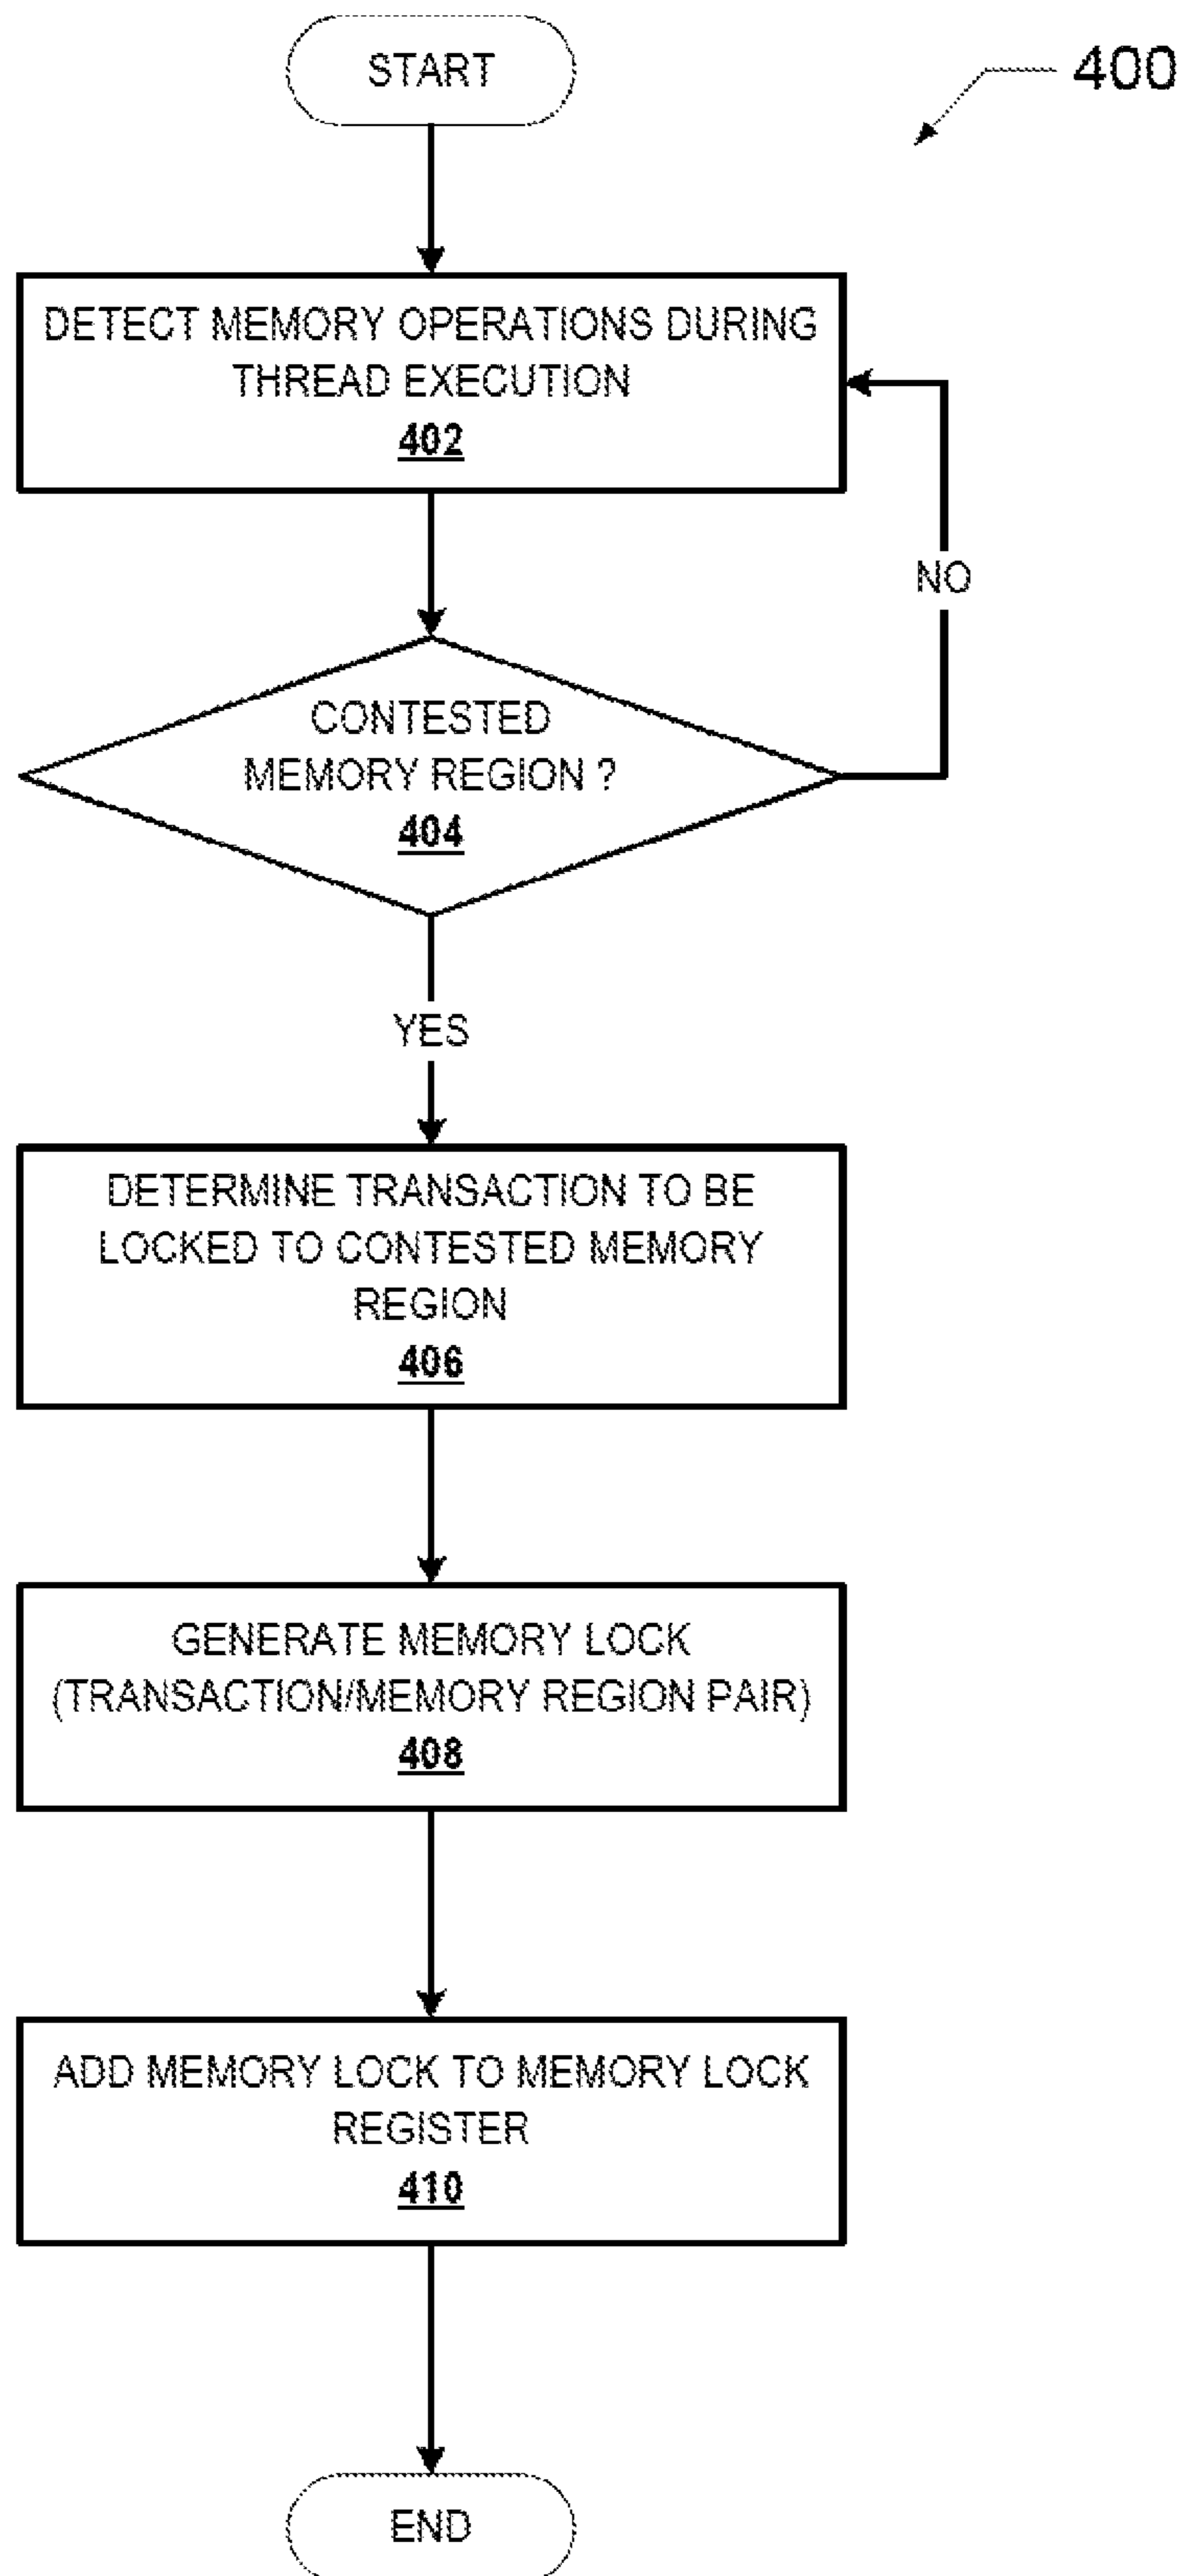 START
400
DETECT MEMORY OPERATIONS DURING
THREAD EXECUTION
402
NO
CONTESTED
MEMORY REGION ?
404
YES
DETERMINE TRANSACTION TO BE
LOCKED TO CONTESTED MEMORY
REGION
406
GENERATE MEMORY LOCK
(TRANSACTION/MEMORY REGION PAIR)
408
ADD MEMORY LOCK TO MEMORY LOCK
REGISTER
410
END